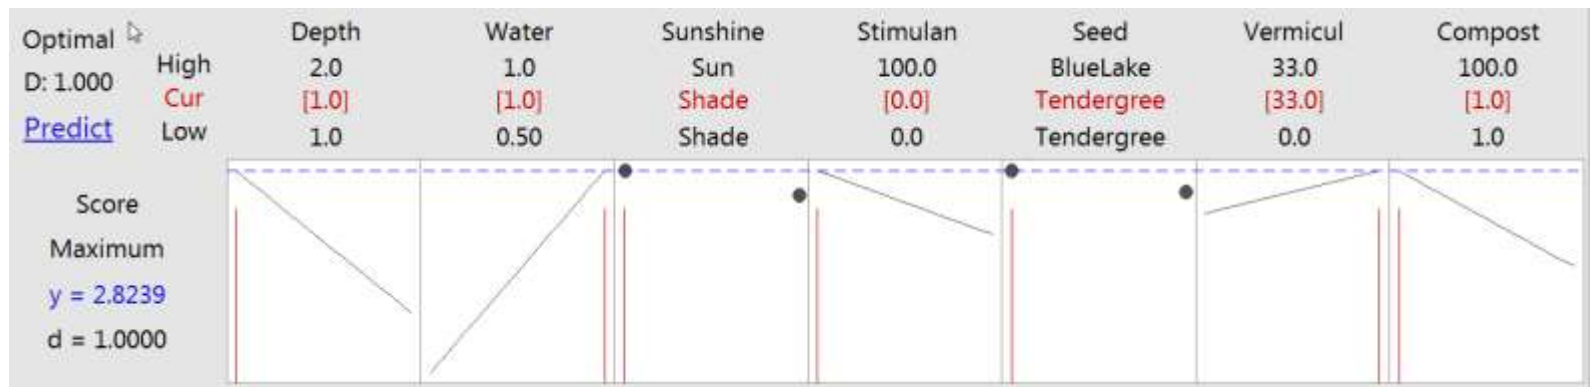 Optimal Depth Water Sunshine Stimulan Seed Vermicul Compost
High 2.0 1.0 Sun 100.0 BlueLake 33.0 100.0
D: 1.000
Cur [1.0] [1.0] Shade [0.0] Tendergree [33.0] [1.0]
Predict Low 1.0 0.50 Shade 0.0 Tendergree 0.0 1.0
Score
Maximum
y = 2.8239
d = 1.0000